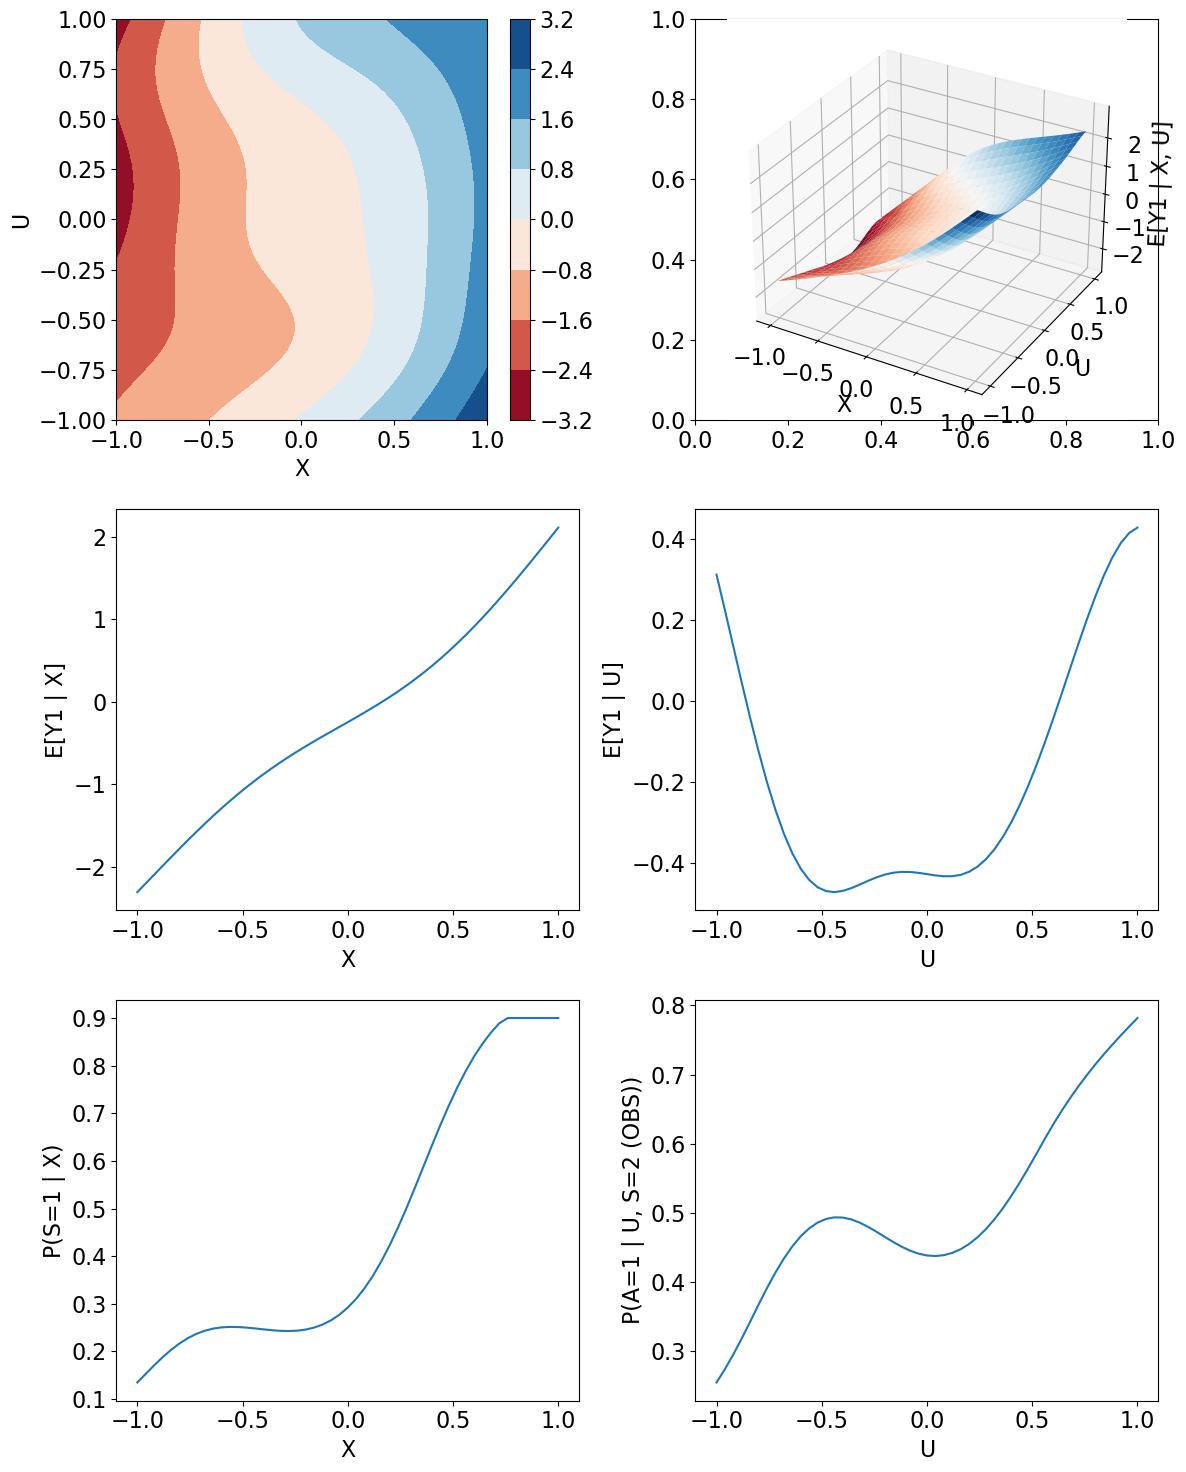 1.00
0.75
0.50
0.25
0.00
−0.25
−0.50
−0.75
−1.00
U
−1.0 −0.5 0.0 0.5 1.0
X
3.2
2.4
1.6
0.8
0.0
−0.8
−1.6
−2.4
−3.2
1.0
0.8
0.6
0.4
0.2
0.0
0.0 0.2 0.4 0.6 0.8 1.0
−1.0 −0.5 0.0 0.5 1.0
X
−1.0 −0.5 0.0 0.5 1.0
U
2
1
0
−1
−2
E[Y1 | X, U]
2
1
0
−1
−2
E[Y1 | X]
−1.0 −0.5 0.0 0.5 1.0
X
0.4
0.2
0.0
−0.2
−0.4
E[Y1 | U]
−1.0 −0.5 0.0 0.5 1.0
U
0.9
0.8
0.7
0.6
0.5
0.4
0.3
0.2
0.1
P(S=1 | X)
−1.0 −0.5 0.0 0.5 1.0
X
0.8
0.7
0.6
0.5
0.4
0.3
P(A=1 | U, S=2 (OBS))
−1.0 −0.5 0.0 0.5 1.0
U